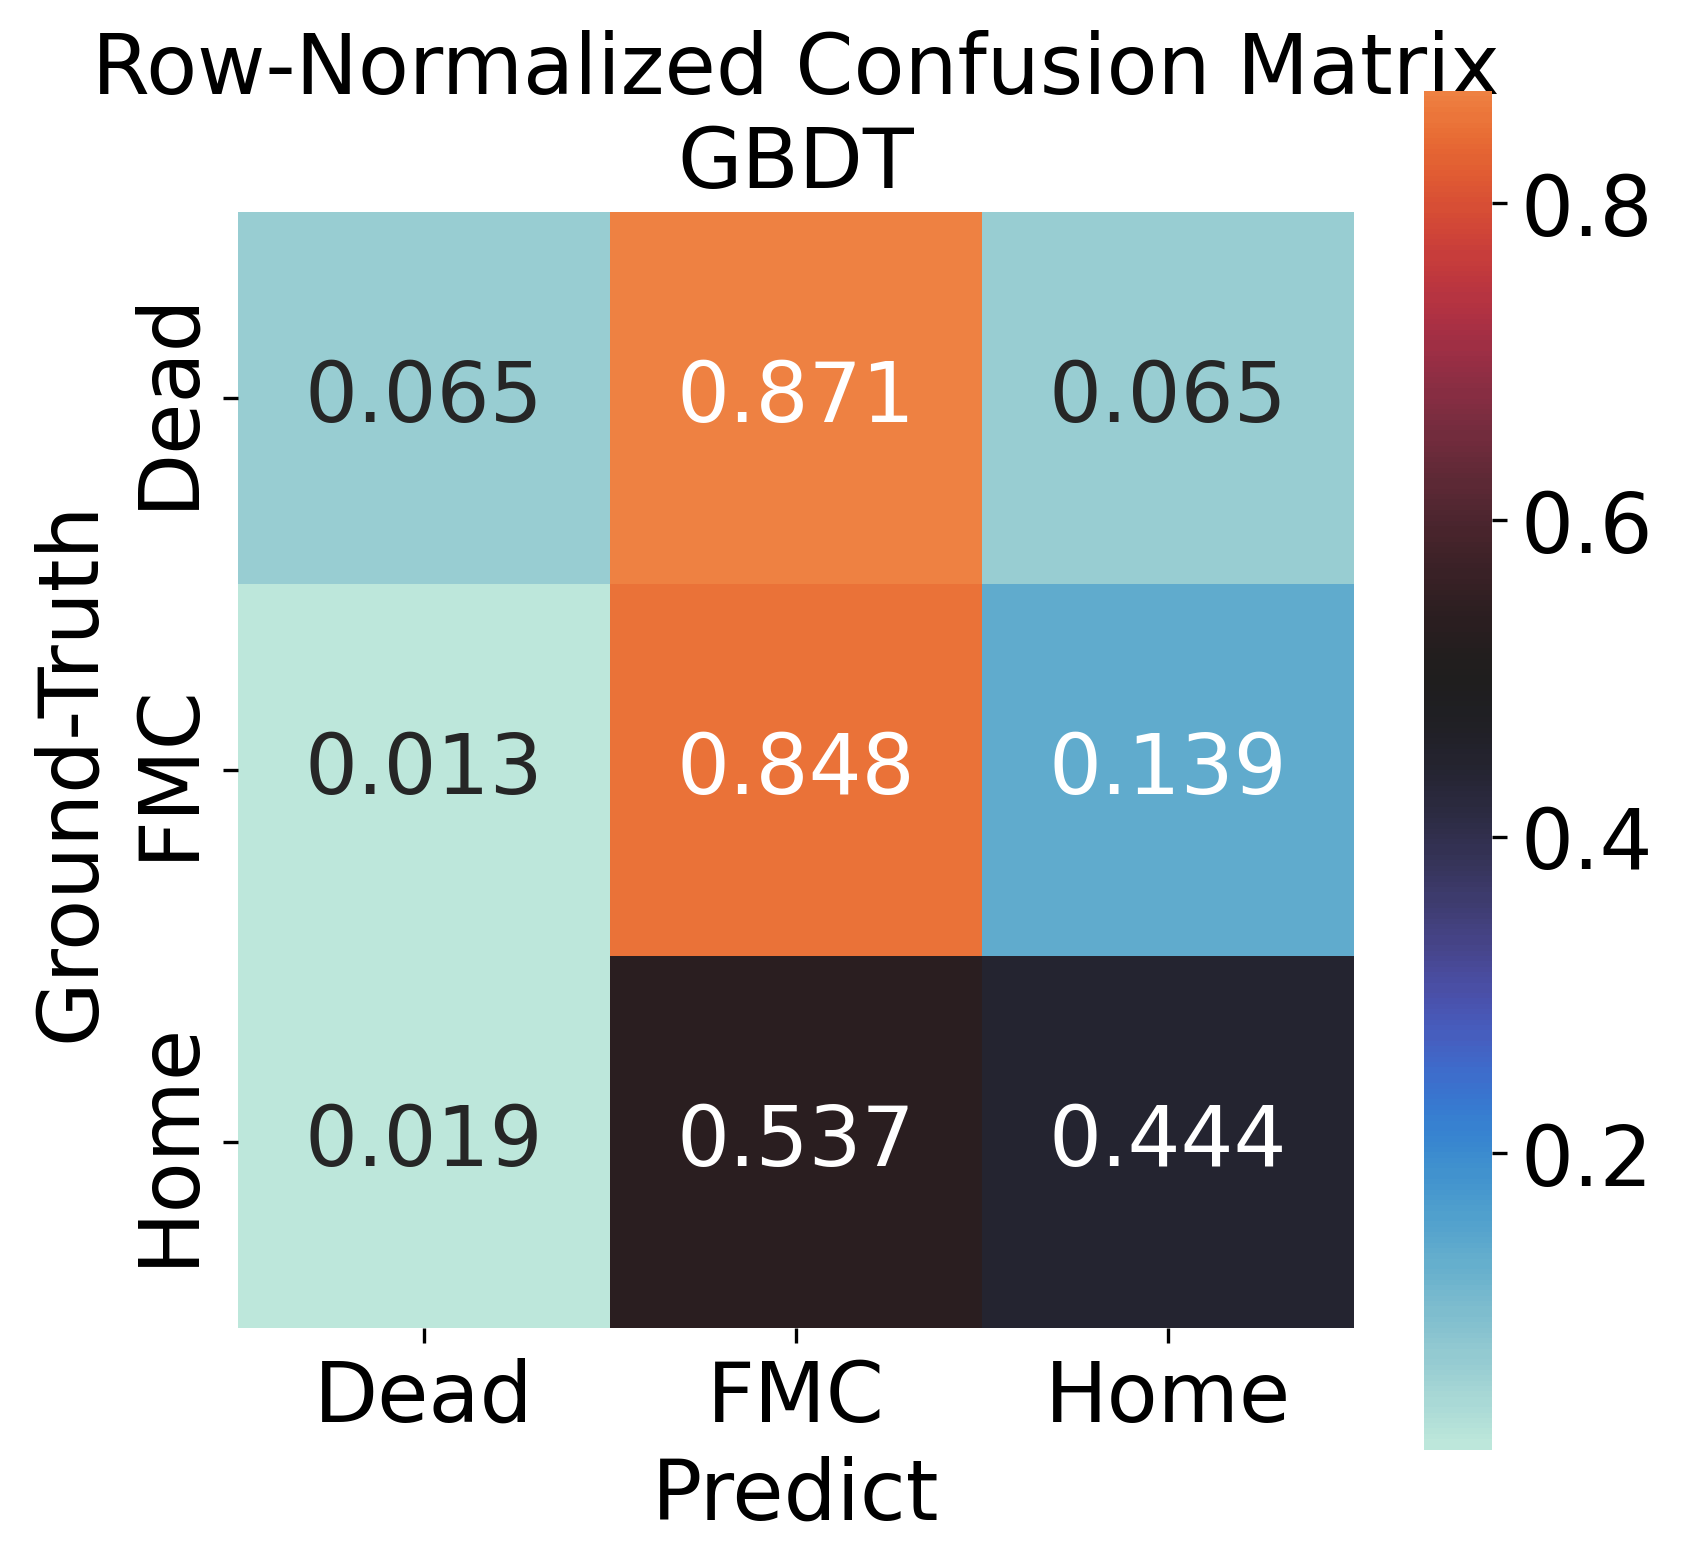 Row-Normalized Confusion Matrix
GBDT
Ground-Truth
Dead
0.065 0.871 0.065
FMC
0.013 0.848 0.139
Home
0.019 0.537 0.444
Dead FMC Home
Predict
0.8
0.6
0.4
0.2